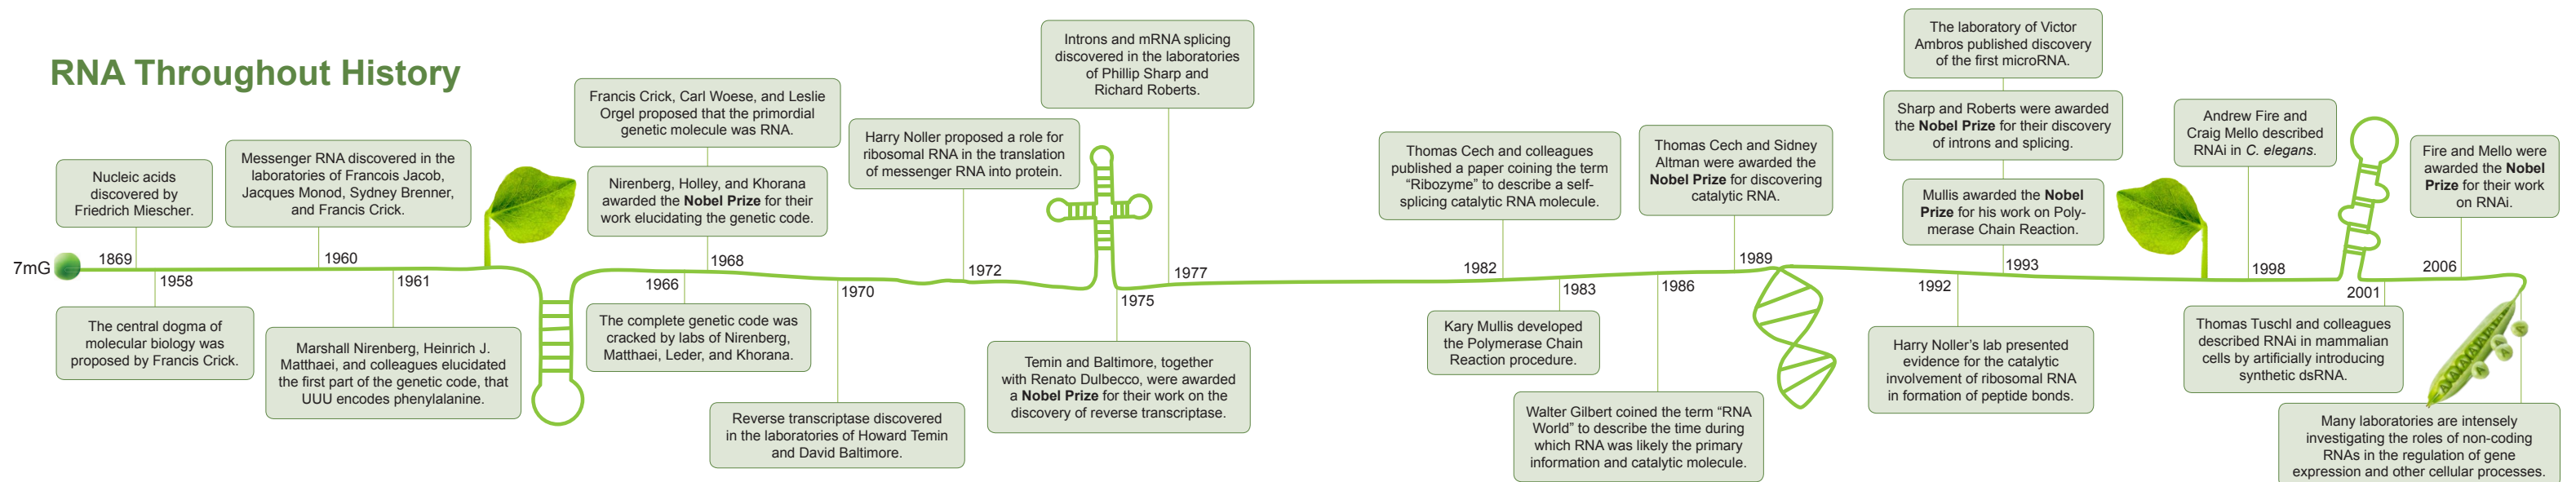 RNA Throughout History
7mG
1869
Nucleic acids
discovered by
Friedrich Miescher.
1958
The central dogma of
molecular biology was
proposed by Francis Crick.
1960
Messenger RNA discovered in the
laboratories of Francois Jacob,
Jacques Monod, Sydney Brenner,
and Francis Crick.
1961
Marshall Nirenberg, Heinrich J.
Matthaei, and colleagues elucidated
the first part of the genetic code, that
UUU encodes phenylalanine.
1966
The complete genetic code was
cracked by labs of Nirenberg,
Matthaei, Leder, and Khorana.
1968
Francis Crick, Carl Woese, and Leslie
Orgel proposed that the primordial
genetic molecule was RNA.
Nirenberg, Holley, and Khorana
awarded the Nobel Prize for their
work elucidating the genetic code.
1970
Reverse transcriptase discovered
in the laboratories of Howard Temin
and David Baltimore.
1972
Harry Noller proposed a role for
ribosomal RNA in the translation
of messenger RNA into protein.
1975
Temin and Baltimore, together
with Renato Dulbecco, were awarded
a Nobel Prize for their work on the
discovery of reverse transcriptase.
1977
Introns and mRNA splicing
discovered in the laboratories
of Phillip Sharp and
Richard Roberts.
1982
Thomas Cech and colleagues
published a paper coining the term
“Ribozyme” to describe a self-
splicing catalytic RNA molecule.
1983
Kary Mullis developed
the Polymerase Chain
Reaction procedure.
1986
Walter Gilbert coined the term “RNA
World” to describe the time during
which RNA was likely the primary
information and catalytic molecule.
1989
Thomas Cech and Sidney
Altman were awarded the
Nobel Prize for discovering
catalytic RNA.
1992
Harry Noller’s lab presented
evidence for the catalytic
involvement of ribosomal RNA
in formation of peptide bonds.
1993
The laboratory of Victor
Ambros published discovery
of the first microRNA.
Sharp and Roberts were awarded
the Nobel Prize for their discovery
of introns and splicing.
Mullis awarded the Nobel
Prize for his work on Poly-
merase Chain Reaction.
1998
Andrew Fire and
Craig Mello described
RNAi in C. elegans.
2001
Thomas Tuschl and colleagues
described RNAi in mammalian
cells by artificially introducing
synthetic dsRNA.
2006
Fire and Mello were
awarded the Nobel
Prize for their work
on RNAi.
Many laboratories are intensely
investigating the roles of non-coding
RNAs in the regulation of gene
expression and other cellular processes.